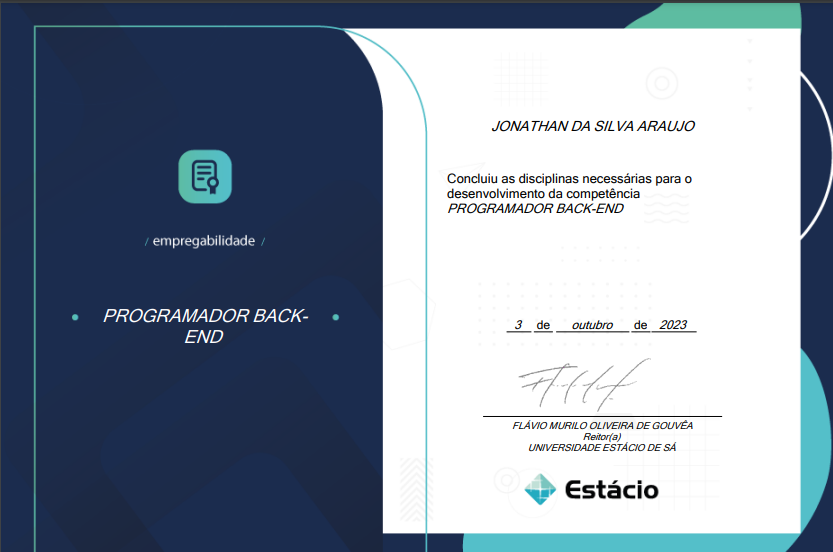 / empregabilidade /
PROGRAMADOR BACK-
END
JONATHAN DA SILVA ARAUJO
Concluiu as disciplinas necessárias para o
desenvolvimento da competência
PROGRAMADOR BACK-END
3 de outubro de 2023
FLÁVIO MURILO OLIVEIRA DE GOUVÊA
Reitor(a)
UNIVERSIDADE ESTÁCIO DE SÁ
Estácio